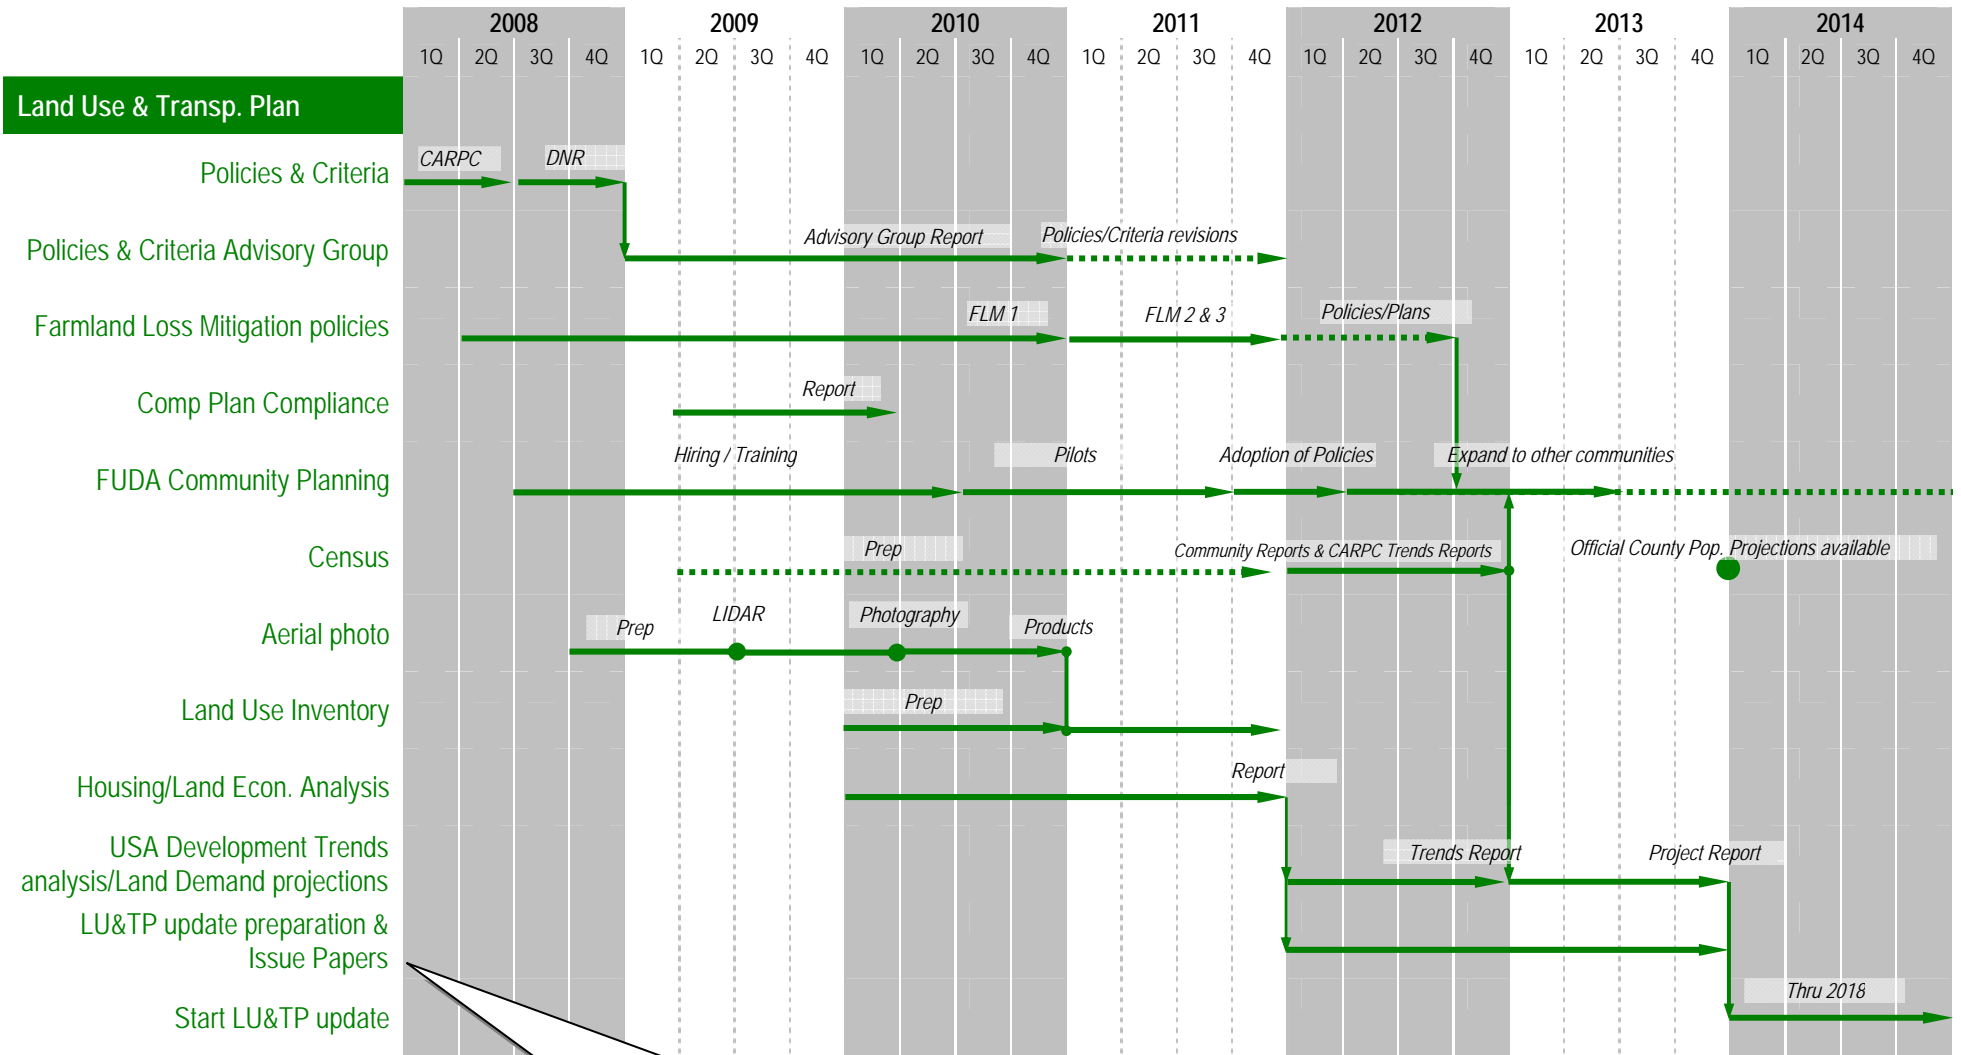 2008 2009 2010 2011 2012 2013 2014
1Q 2Q 3Q 4Q 1Q 2Q 3Q 4Q 1Q 2Q 3Q 4Q 1Q 2Q 3Q 4Q 1Q 2Q 3Q 4Q 1Q 2Q 3Q 4Q 1Q 2Q 3Q 4Q
Land Use & Transp. Plan
CARPC DNR
Policies & Criteria
Advisory Group Report Policies/Criteria revisions
Policies & Criteria Advisory Group
FLM 1 FLM 2 & 3 Policies/Plans
Farmland Loss Mitigation policies
Report
Comp Plan Compliance
Hiring / Training Pilots Adoption of Policies Expand to other communities
FUDA Community Planning
Prep Community Reports & CARPC Trends Reports Official County Pop. Projections available
Census
Prep LIDAR Photography Products
Aerial photo
Prep
Land Use Inventory
Report
Housing/Land Econ. Analysis
USA Development Trends
Trends Report Project Report
analysis/Land Demand projections
LU&TP update preparation &
Issue Papers
Thru 2018
Start LU&TP update